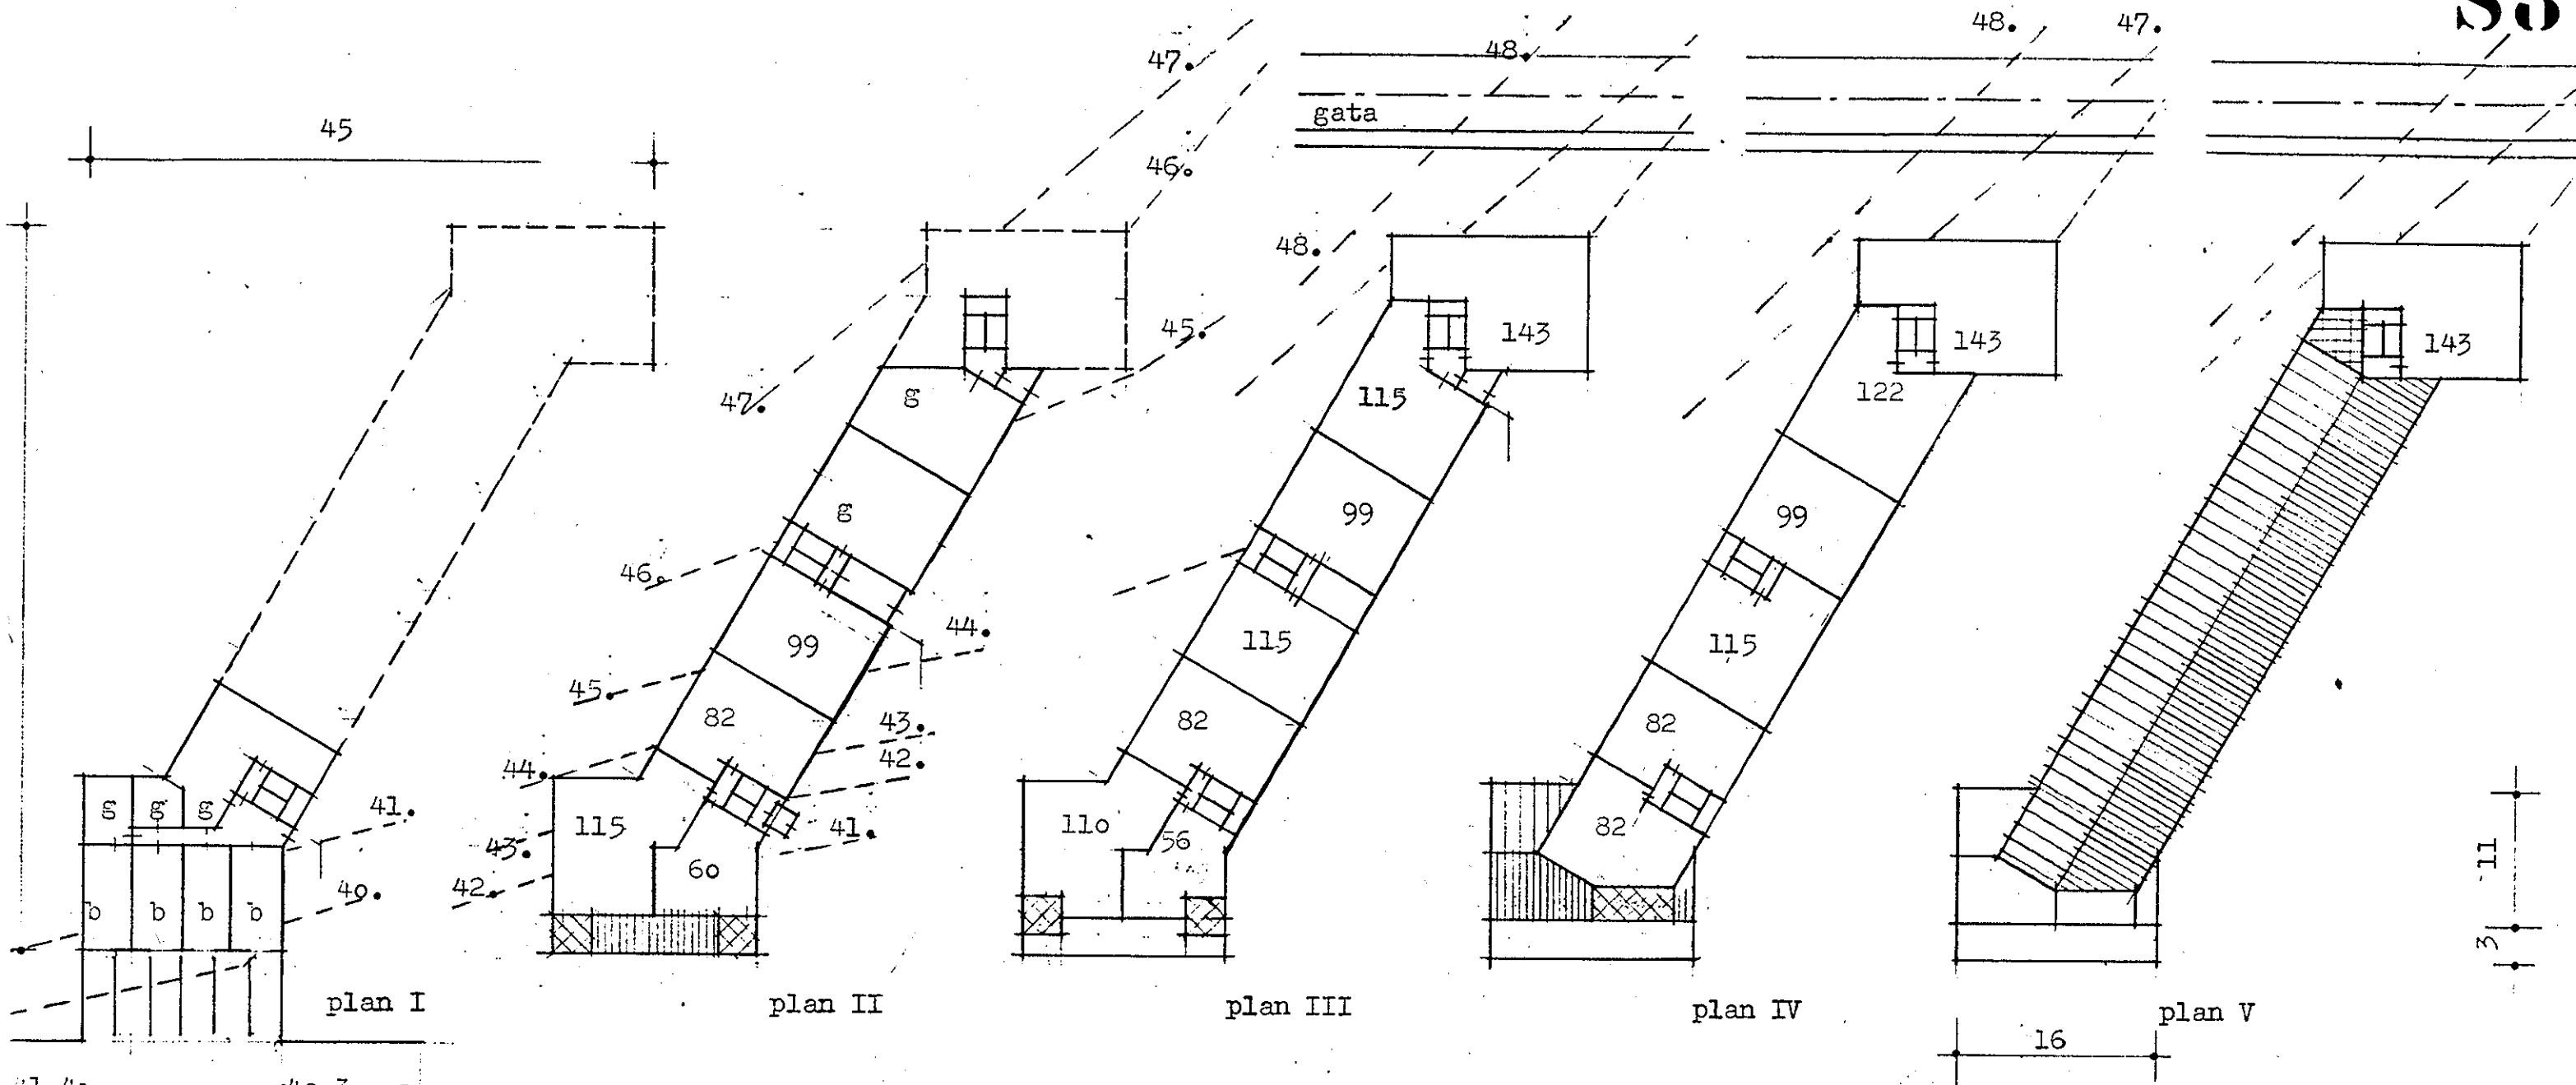 45
g
g
g
b
b
b
b
41.
40.
plan I
47.
46.
45.
47.
g
g
46.
99
44.
45.
82
43.
42.
44.
115
41.
43.
60
42.
plan II
48.
gata
48.
143
115
99
115
82
110
56
plan III
48.
47.
143
122
99
115
82
82
plan IV
143
plan V
11
3
16